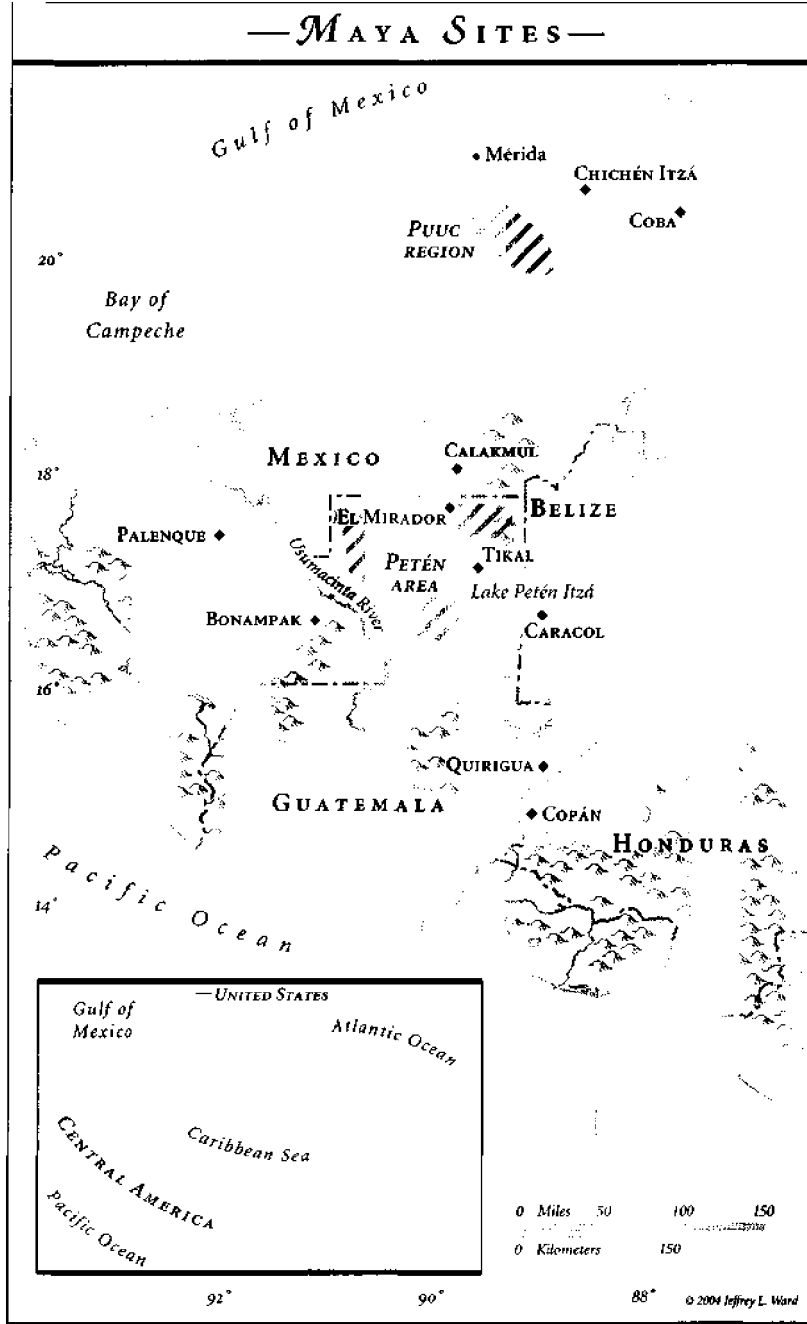 —MAYA SITES—
Gulf of Mexico
Mérida
CHICHÉN ITZÁ
COBA
PUUC
REGION
20°
Bay of
Campeche
MEXICO
CALAKMUL
18°
EL MIRADOR
BELIZE
PALENQUE
Usumacinta River
PETÉN
AREA
TIKAL
Lake Petén Itzá
BONAMPAK
CARACOL
16°
QUIRIGUA
GUATEMALA
COPÁN
HONDURAS
Pacific Ocean
14°
—UNITED STATES
Gulf of
Mexico
Atlantic Ocean
Caribbean Sea
CENTRAL AMERICA
Pacific Ocean
0 Miles 50 100 150
0 Kilometers 150
92° 90° 88°
© 2004 Jeffrey L. Ward